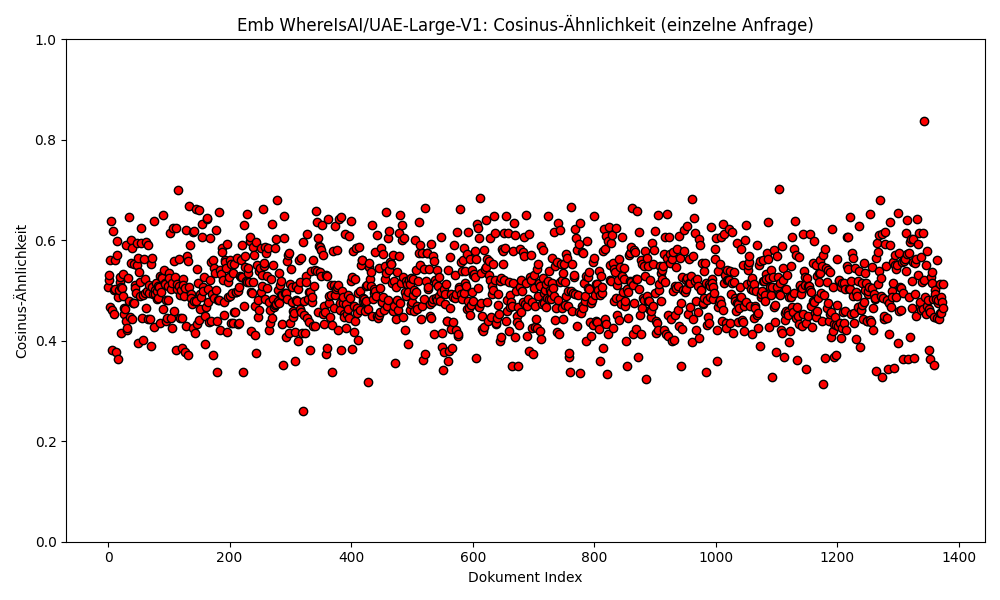 Emb WhereIsAI/UAE-Large-V1: Cosinus-Ähnlichkeit (einzelne Anfrage)
1.0
0.8
0.6
0.4
0.2
0.0
Cosinus-Ähnlichkeit
0 200 400 600 800 1000 1200 1400
Dokument Index